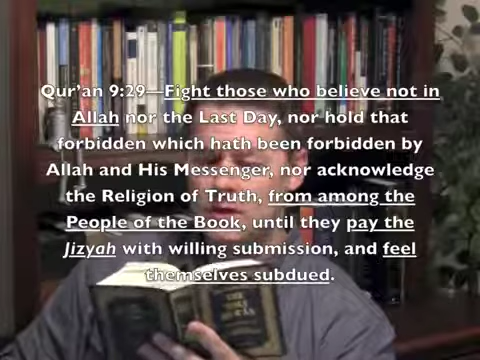 Qur’an 9:29—Fight those who believe not in
Allah nor the Last Day, nor hold that
forbidden which hath been forbidden by
Allah and His Messenger, nor acknowledge
the Religion of Truth, from among the
People of the Book, until they pay the
Jizyah with willing submission, and feel
themselves subdued.
THE